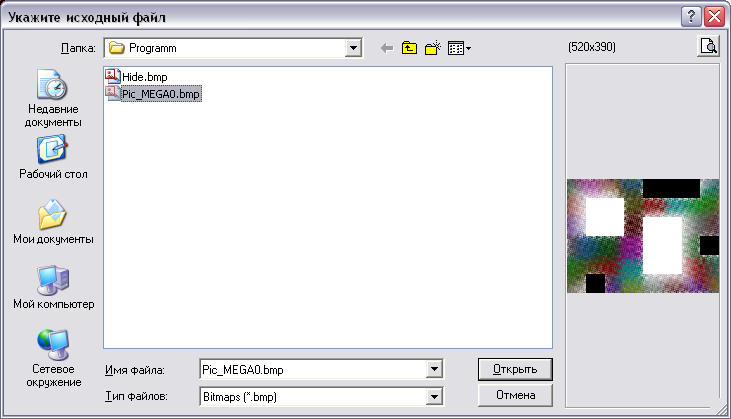 Укажите исходный файл
Папка: Programm (520x390)
Hide.bmp
Pic_MEGA0.bmp
Недавние
документы
Рабочий стол
Мои документы
Мой компьютер
Сетевое
окружение
Имя файла: Pic_MEGA0.bmp Открыть
Тип файлов: Bitmaps (*.bmp) Отмена